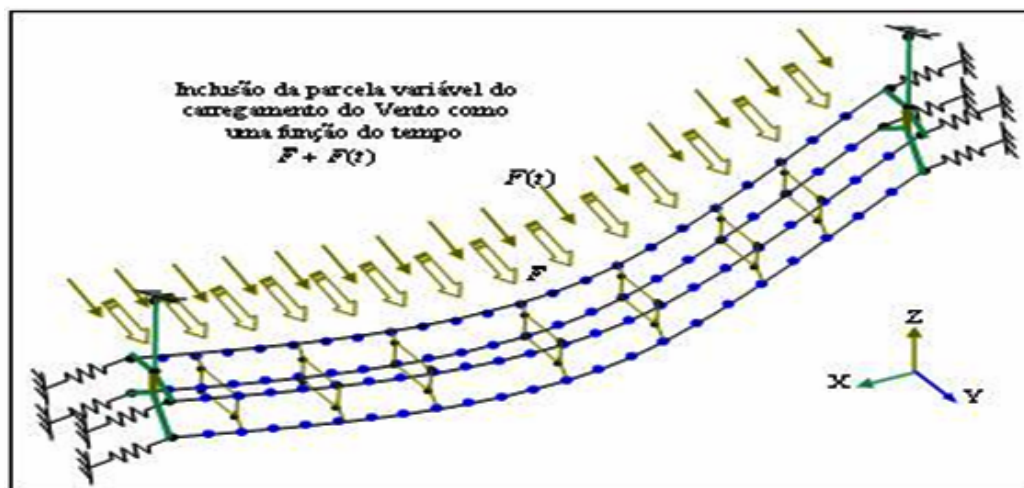 Inclusão da parcela variável do
carregamento do Vento como
uma função do tempo
F̄ + F(t)
F(t)
F̄
Z
X
Y